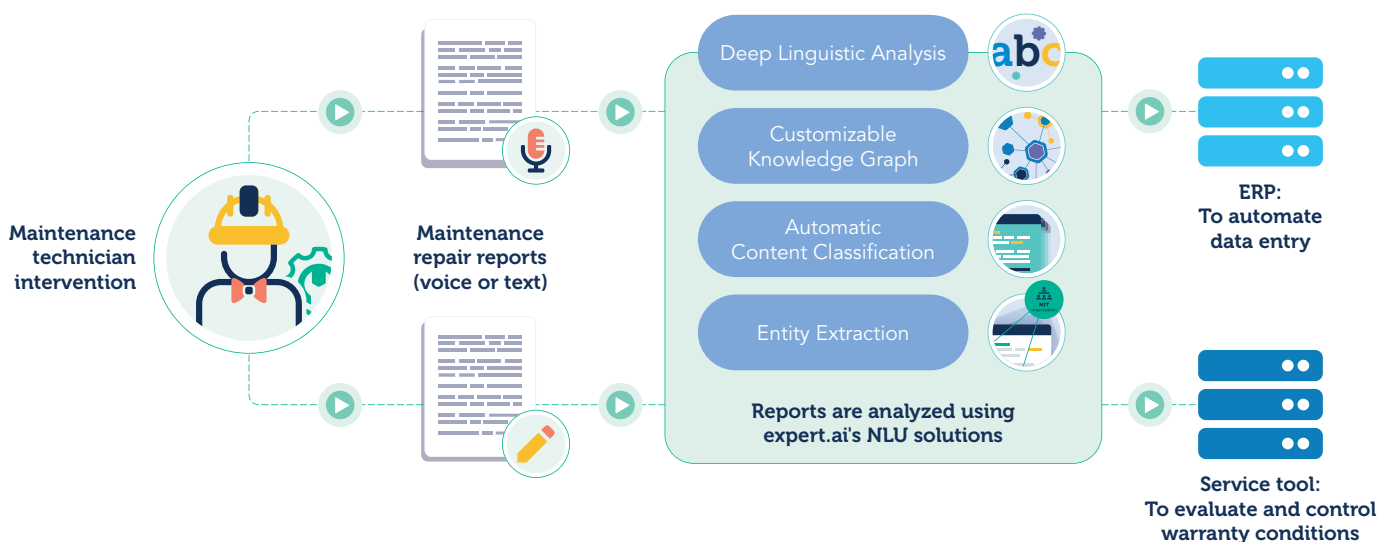 Maintenance
technician
intervention
Maintenance
repair reports
(voice or text)
Deep Linguistic Analysis
abc
Customizable
Knowledge Graph
Automatic
Content Classification
Entity Extraction
MIT
organization
Reports are analyzed using
expert.ai's NLU solutions
ERP:
To automate
data entry
Service tool:
To evaluate and control
warranty conditions